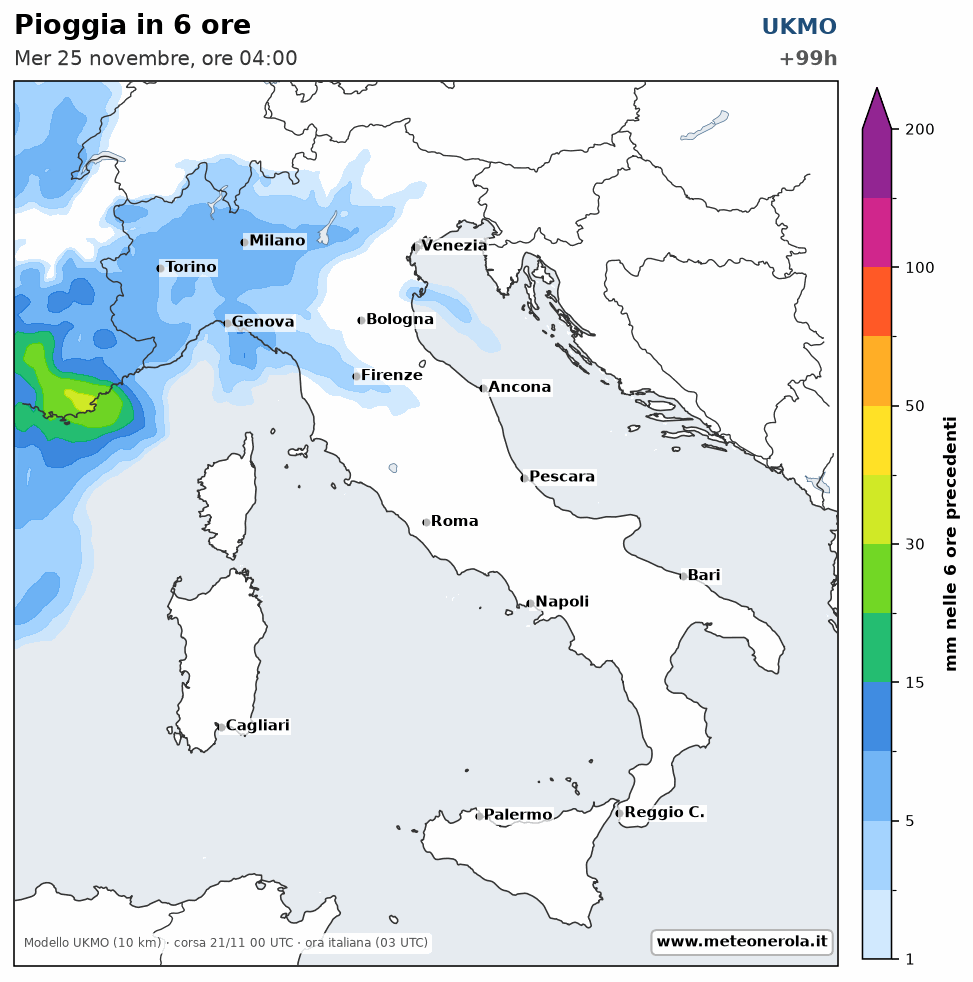 Pioggia in 6 ore
UKMO
Mer 25 novembre, ore 04:00
+99h
200
100
50
30
15
5
1
mm nelle 6 ore precedenti
Milano
Torino
Venezia
Genova
Bologna
Firenze
Ancona
Pescara
Roma
Bari
Napoli
Cagliari
Palermo
Reggio C.
Modello UKMO (10 km) · corsa 21/11 00 UTC · ora italiana (03 UTC)
www.meteonerola.it